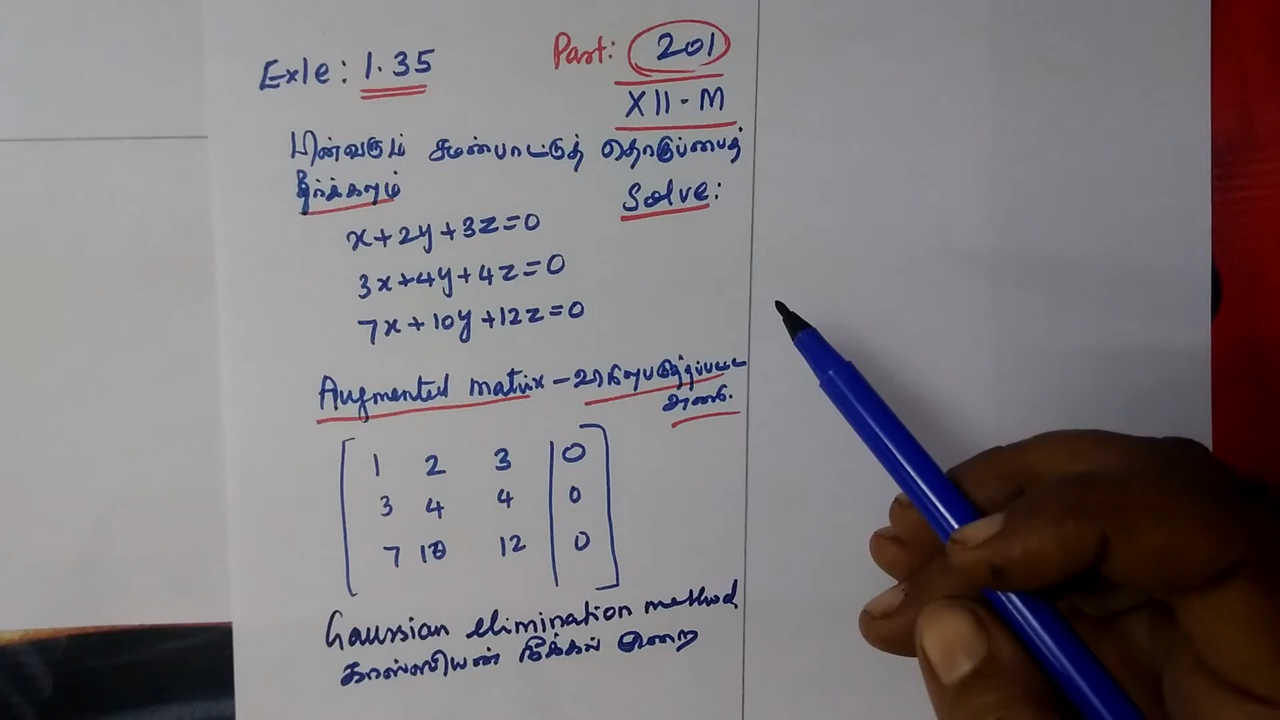 Exle: 1.35
Part: 201
XII-M
பின்வரும் சமன்பாட்டுத் தொகுப்பைத்
தீர்க்கவும்
Solve:
x+2y+3z=0
3x+4y+4z=0
7x+10y+12z=0
Augmented matrix - விரிவுபடுத்தப்பட்ட
அணி.
1 2 3 0
3 4 4 0
7 10 12 0
Gaussian elimination method
காஸ்ஸியன் நீக்கல் முறை